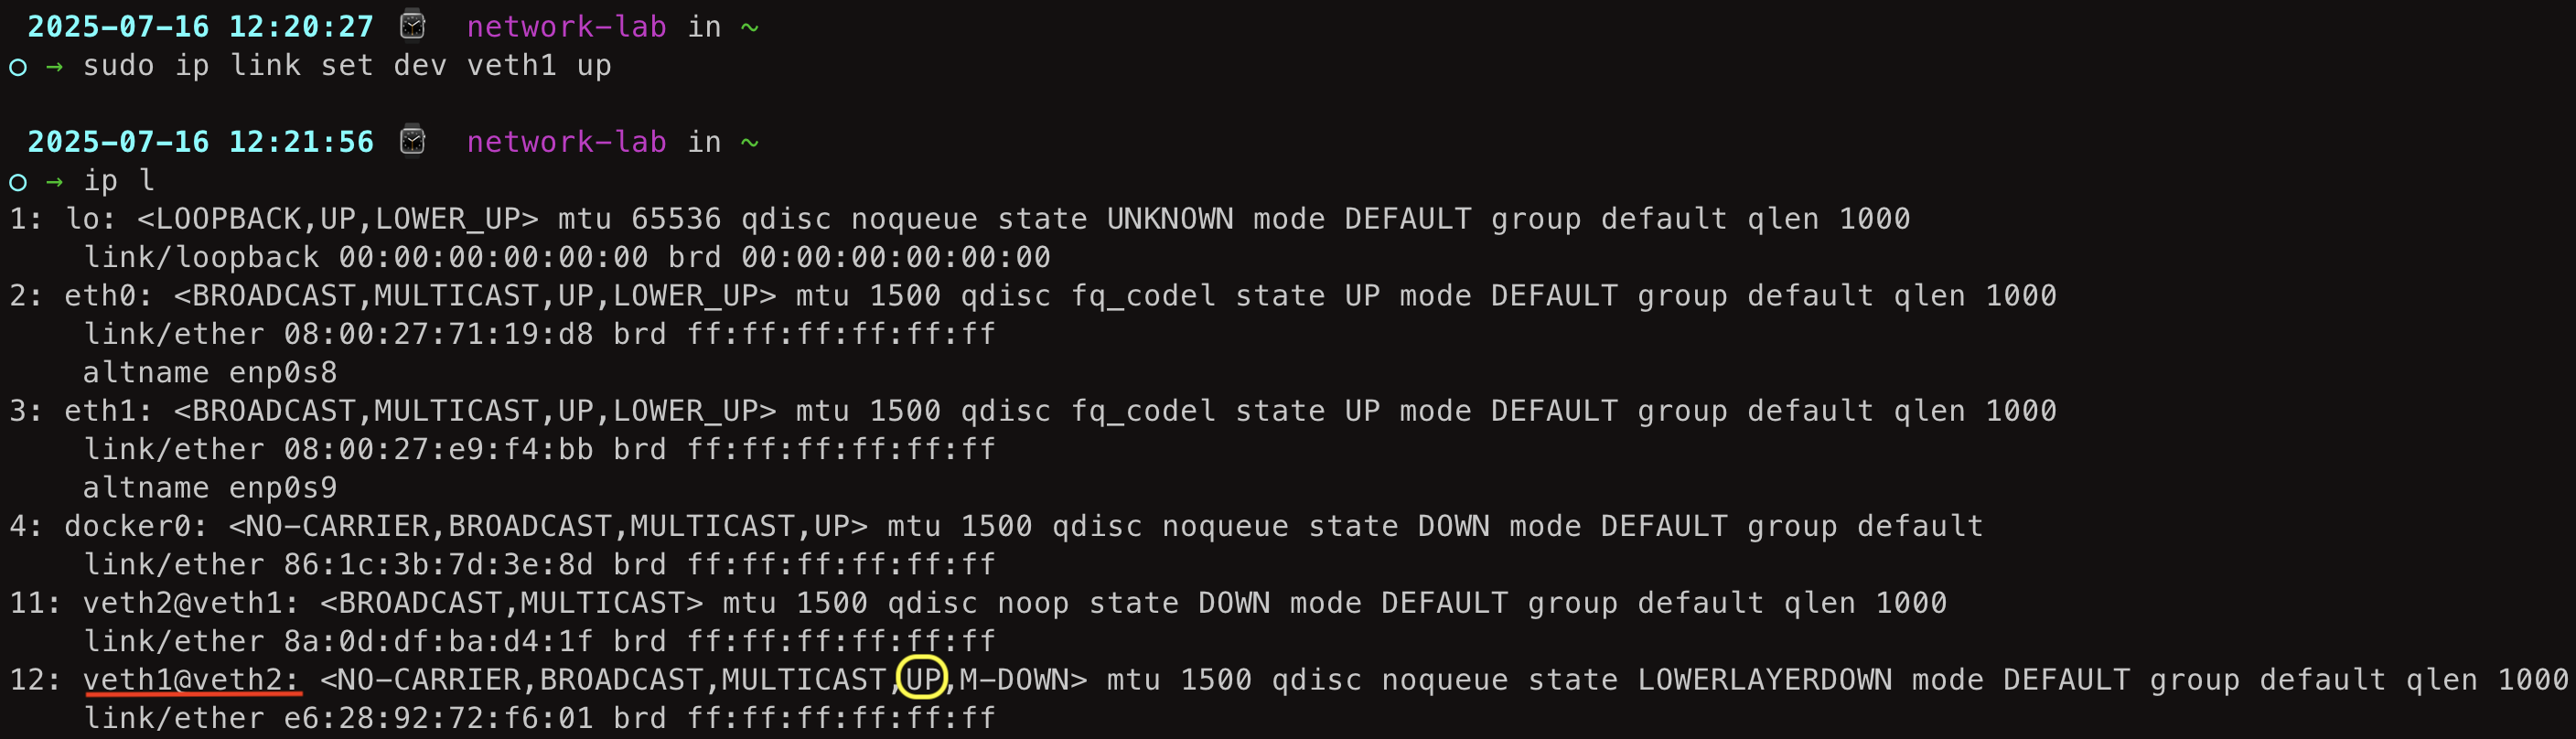 2025-07-16 12:20:27 ⌚ network-lab in ~
○ → sudo ip link set dev veth1 up
2025-07-16 12:21:56 ⌚ network-lab in ~
○ → ip l
1: lo: <LOOPBACK,UP,LOWER_UP> mtu 65536 qdisc noqueue state UNKNOWN mode DEFAULT group default qlen 1000
    link/loopback 00:00:00:00:00:00 brd 00:00:00:00:00:00
2: eth0: <BROADCAST,MULTICAST,UP,LOWER_UP> mtu 1500 qdisc fq_codel state UP mode DEFAULT group default qlen 1000
    link/ether 08:00:27:71:19:d8 brd ff:ff:ff:ff:ff:ff
    altname enp0s8
3: eth1: <BROADCAST,MULTICAST,UP,LOWER_UP> mtu 1500 qdisc fq_codel state UP mode DEFAULT group default qlen 1000
    link/ether 08:00:27:e9:f4:bb brd ff:ff:ff:ff:ff:ff
    altname enp0s9
4: docker0: <NO-CARRIER,BROADCAST,MULTICAST,UP> mtu 1500 qdisc noqueue state DOWN mode DEFAULT group default
    link/ether 86:1c:3b:7d:3e:8d brd ff:ff:ff:ff:ff:ff
11: veth2@veth1: <BROADCAST,MULTICAST> mtu 1500 qdisc noop state DOWN mode DEFAULT group default qlen 1000
    link/ether 8a:0d:df:ba:d4:1f brd ff:ff:ff:ff:ff:ff
12: veth1@veth2: <NO-CARRIER,BROADCAST,MULTICAST,UP,M-DOWN> mtu 1500 qdisc noqueue state LOWERLAYERDOWN mode DEFAULT group default qlen 1000
    link/ether e6:28:92:72:f6:01 brd ff:ff:ff:ff:ff:ff